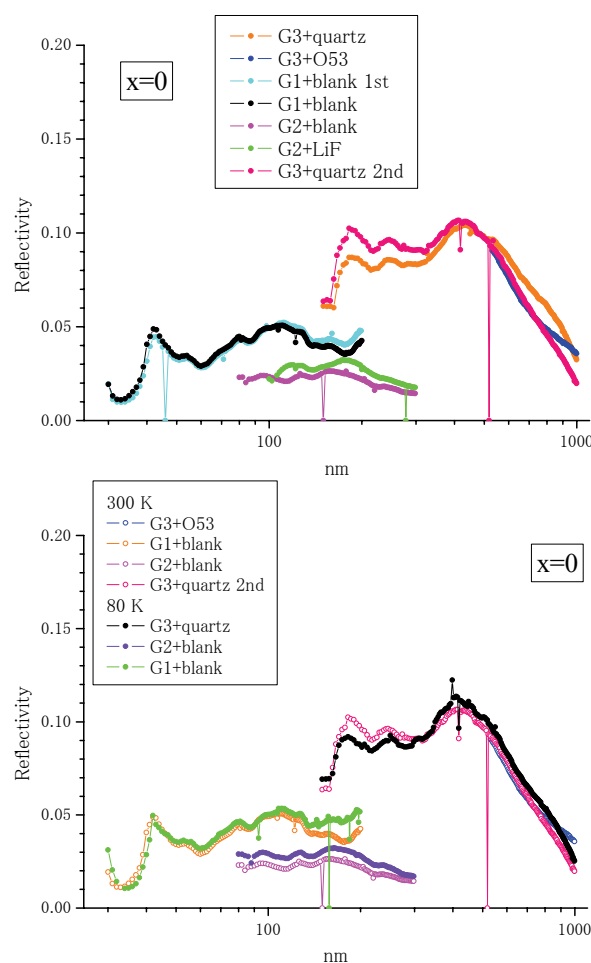 0.20
0.15
0.10
0.05
0.00
Reflectivity
x=0
G3+quartz
G3+O53
G1+blank 1st
G1+blank
G2+blank
G2+LiF
G3+quartz 2nd
100
1000
nm
300 K
G3+O53
G1+blank
G2+blank
G3+quartz 2nd
80 K
G3+quartz
G2+blank
G1+blank
x=0
0.20
0.15
0.10
0.05
0.00
Reflectivity
100
1000
nm